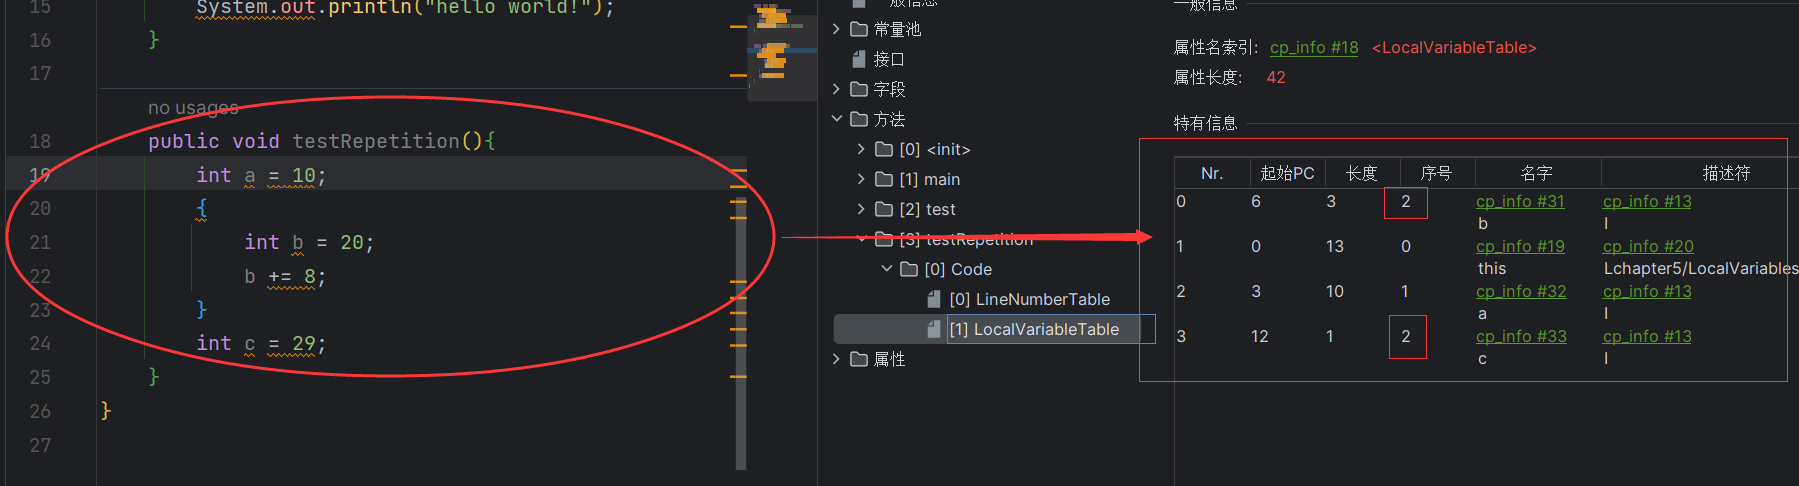 15 System.out.println("hello world!");
16 }
17
no usages
18 public void testRepetition(){
19 int a = 10;
20 {
21 int b = 20;
22 b += 8;
23 }
24 int c = 29;
25 }
26 }
27
一般信息
常量池
接口
字段
方法
[0] <init>
[1] main
[2] test
[3] testRepetition
[0] Code
[0] LineNumberTable
[1] LocalVariableTable
属性
一般信息
属性名索引: cp_info #18 <LocalVariableTable>
属性长度: 42
特有信息
Nr. 起始PC 长度 序号 名字 描述符
0 6 3 2 cp_info #31 cp_info #13
b I
1 0 13 0 cp_info #19 cp_info #20
this Lchapter5/LocalVariables
2 3 10 1 cp_info #32 cp_info #13
a I
3 12 1 2 cp_info #33 cp_info #13
c I